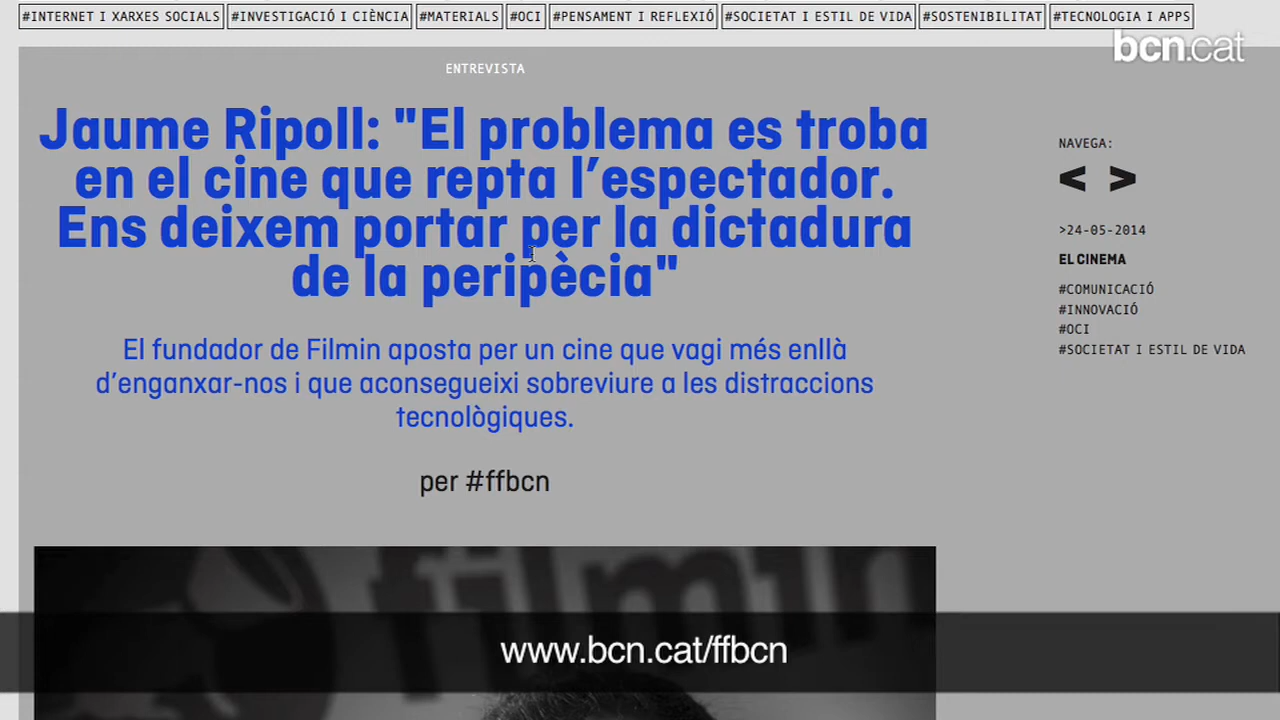 #INTERNET I XARXES SOCIALS #INVESTIGACIÓ I CIÈNCIA #MATERIALS #OCI #PENSAMENT I REFLEXIÓ #SOCIETAT I ESTIL DE VIDA #SOSTENIBILITAT #TECNOLOGIA I APPS
bcn.cat
ENTREVISTA
Jaume Ripoll: "El problema es troba
en el cine que repta l’espectador.
Ens deixem portar per la dictadura
de la peripècia"
El fundador de Filmin aposta per un cine que vagi més enllà
d’enganxar-nos i que aconsegueixi sobreviure a les distraccions
tecnològiques.
per #ffbcn
NAVEGA:
< >
>24-05-2014
EL CINEMA
#COMUNICACIÓ
#INNOVACIÓ
#OCI
#SOCIETAT I ESTIL DE VIDA
filmin
www.bcn.cat/ffbcn